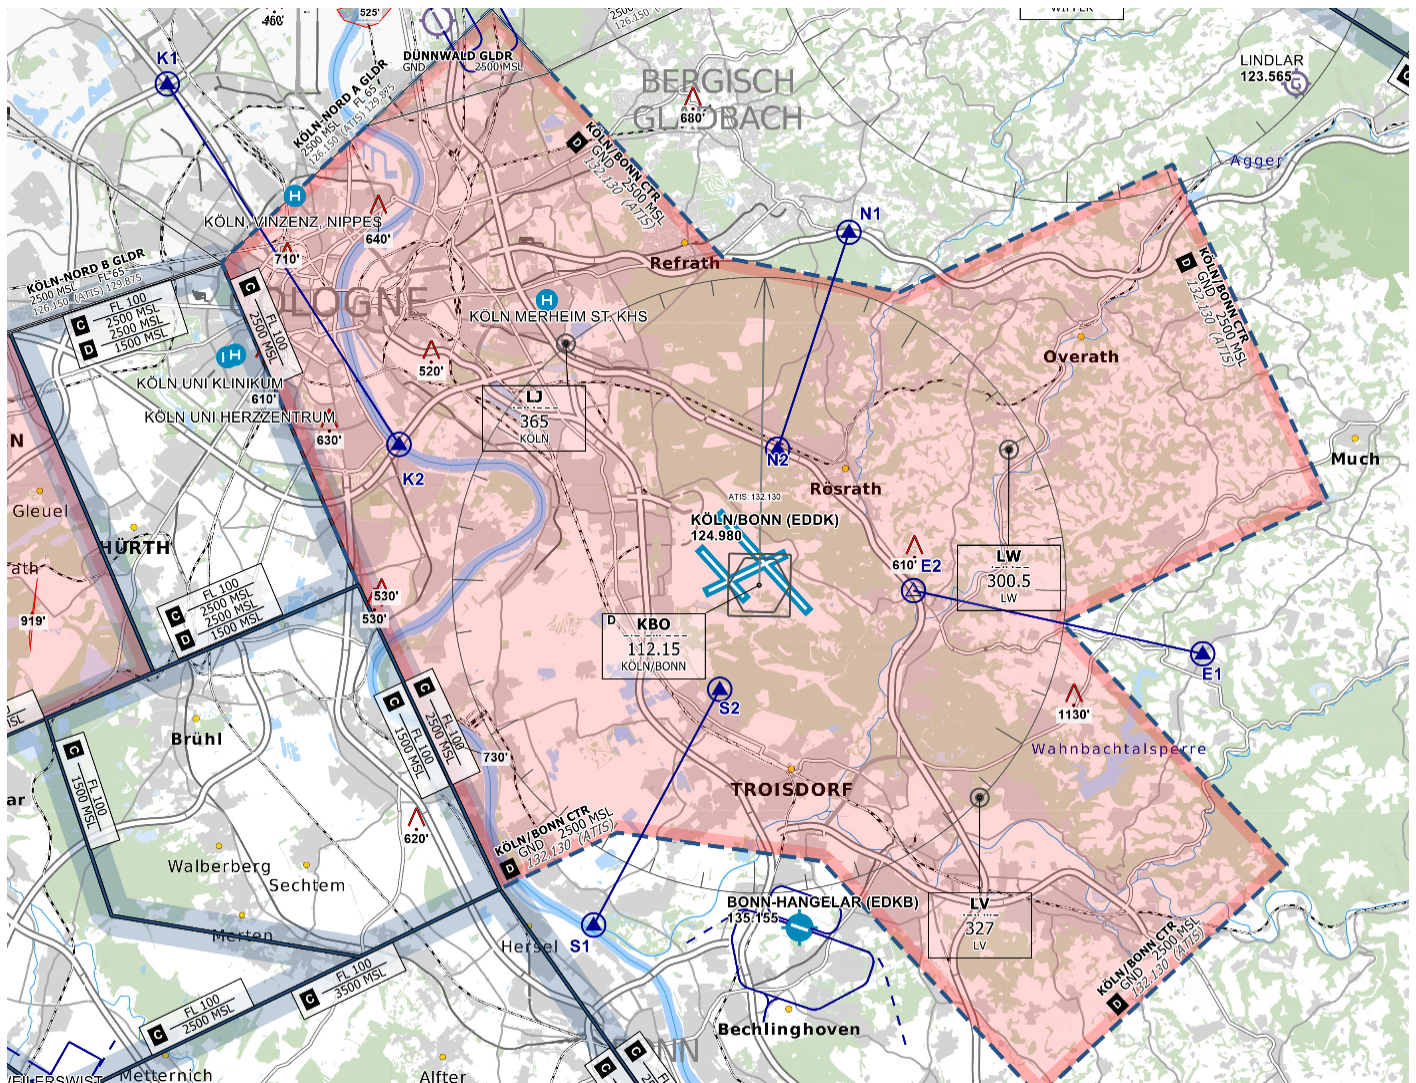 460'
525'
2500
126.150
WIPPER
K1
DÜNNWALD GLDR
GND 2500 MSL
KÖLN-NORD A GLDR
2500 MSL FL 65
126.150 (ATIS) 129.875
BERGISCH
GLADBACH
680'
LINDLAR
123.565
C
D
KÖLN/BONN CTR
GND 2500 MSL
132.130 (ATIS)
Agger
KÖLN, VINZENZ, NIPPES
640'
N1
710'
Refrath
KÖLN-NORD B GLDR
2500 MSL FL 65
126.150 (ATIS) 129.875
COLOGNE
C
FL 100
2500 MSL
D
KÖLN/BONN CTR
GND 2500 MSL
132.130 (ATIS)
C
D
FL 100
2500 MSL
2500 MSL
1500 MSL
H
H
H
KÖLN MERHEIM ST. KHS
Overath
520'
KÖLN UNI KLINIKUM
610'
KÖLN UNI HERZZENTRUM
630'
LJ
365
KÖLN
N
K2
N2
Much
Rösrath
Gleuel
ATIS: 132.130
KÖLN/BONN (EDDK)
124.980
HÜRTH
ath
610'
E2
LW
300.5
LW
C
D
FL 100
2500 MSL
2500 MSL
1500 MSL
530'
530'
919'
D
KBO
112.15
KÖLN/BONN
E1
C
FL 100
1500 MSL
C
FL 100
2500 MSL
S2
1130'
MSL
Brühl
C
FL 100
1500 MSL
730'
Wahnbachtalsperre
TROISDORF
ar
620'
KÖLN/BONN CTR
GND 2500 MSL
132.130 (ATIS)
D
Walberberg
Sechtem
BONN-HANGELAR (EDKB)
135.155
LV
327
LV
Merten
Hersel
S1
KÖLN/BONN CTR
GND 2500 MSL
132.130 (ATIS)
D
C
FL 100
3500 MSL
C
FL 100
2500 MSL
Bechlinghoven
BONN
C
C
Metternich
Alfter